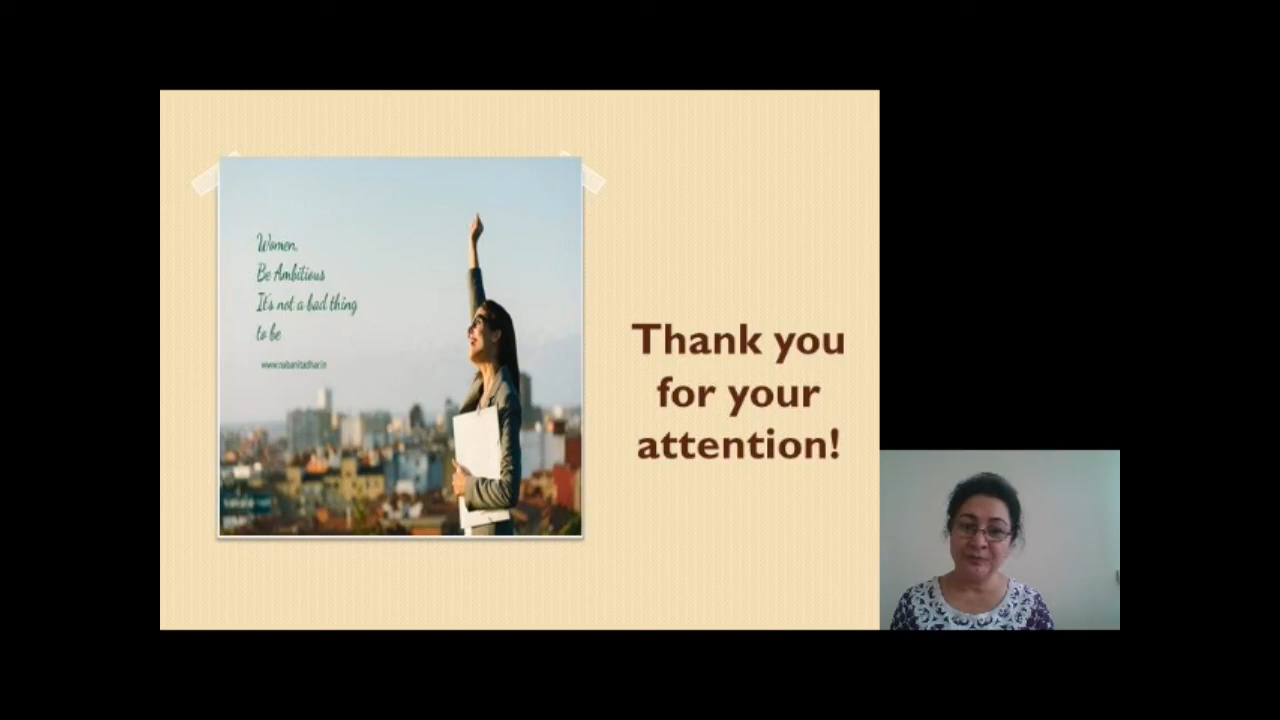 Women,
Be Ambitious
It's not a bad thing
to be
www.nabanitadhar.in
Thank you
for your
attention!